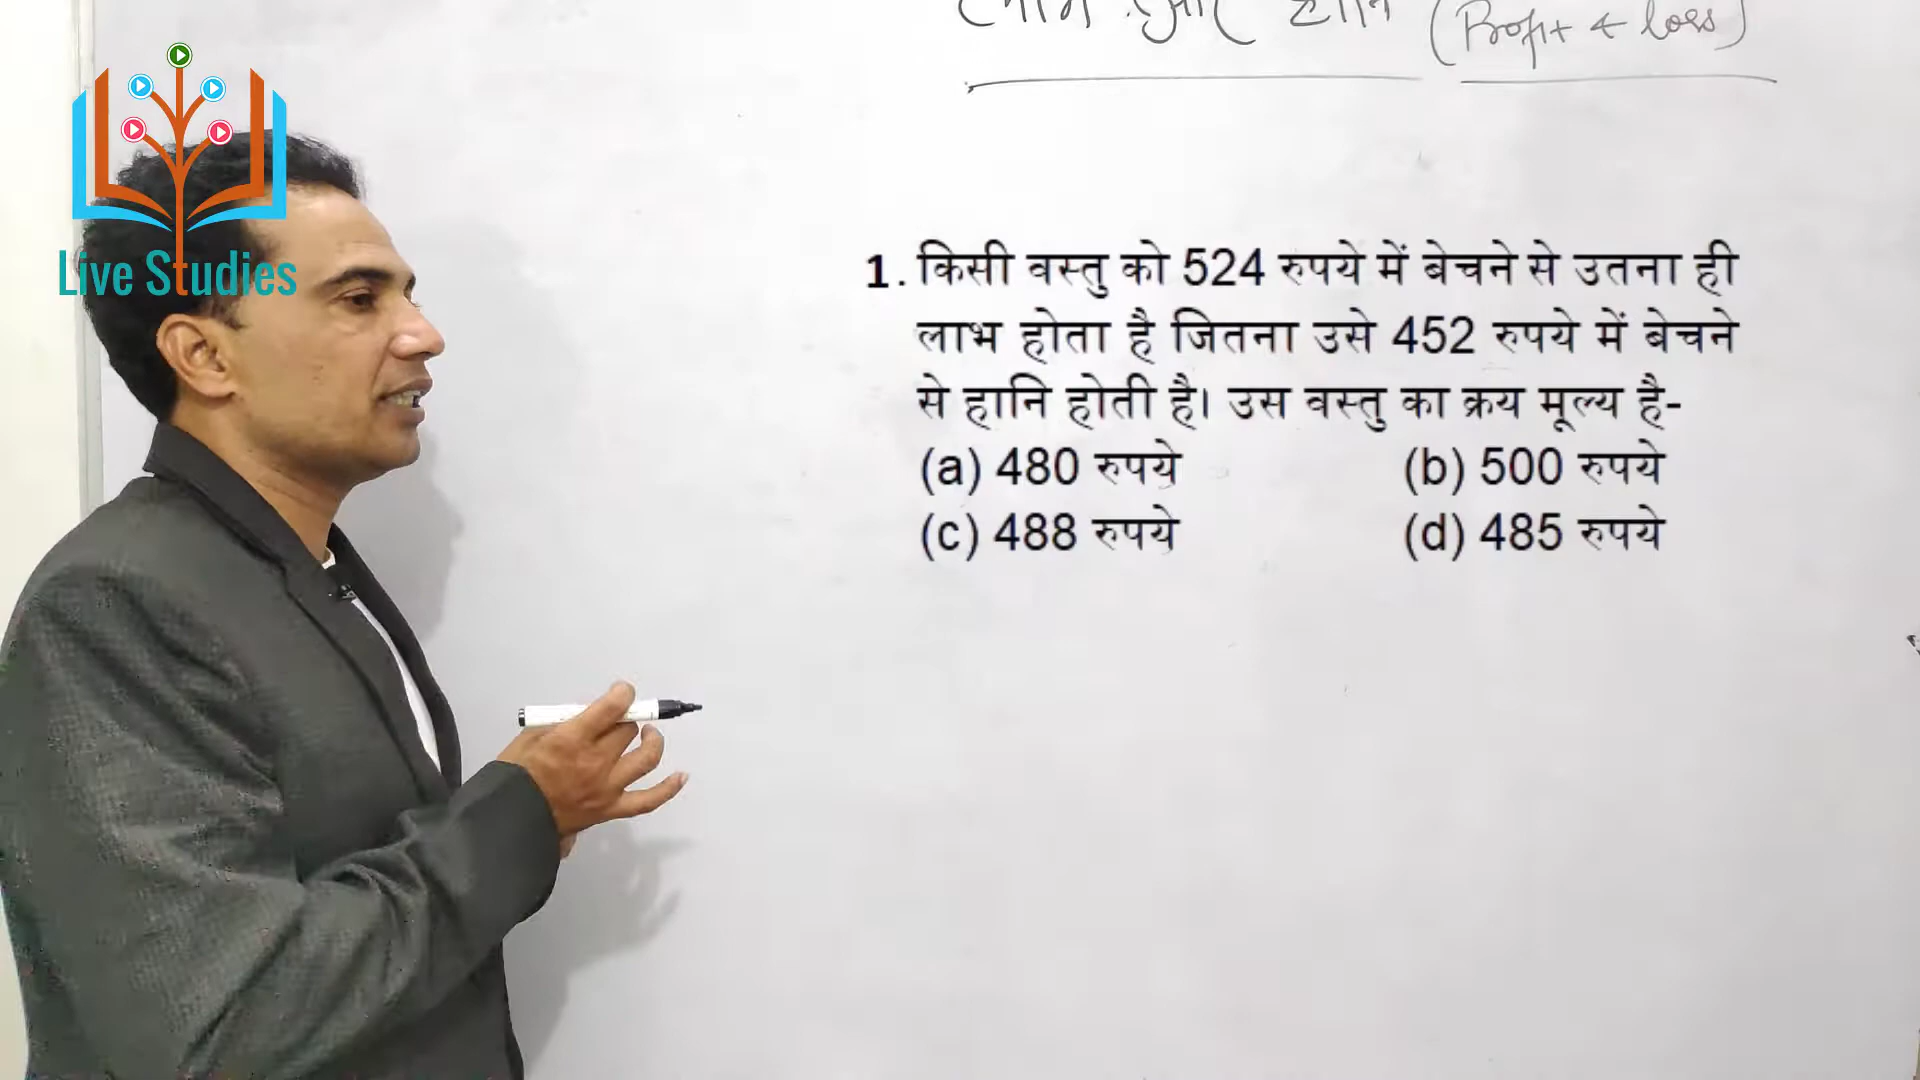 लाभ और हानि (Profit & loss)
Live Studies
1. किसी वस्तु को 524 रुपये में बेचने से उतना ही
लाभ होता है जितना उसे 452 रुपये में बेचने
से हानि होती है। उस वस्तु का क्रय मूल्य है-
(a) 480 रुपये (b) 500 रुपये
(c) 488 रुपये (d) 485 रुपये